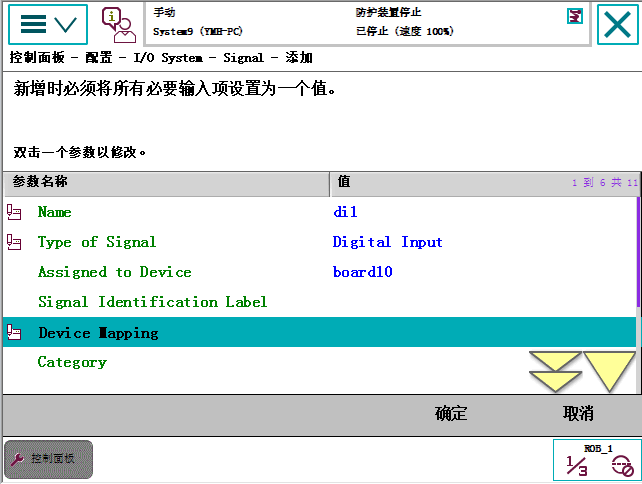 手动
防护装置停止
System9 (YMH-PC)
已停止 (速度 100%)
控制面板 - 配置 - I/O System - Signal - 添加
新增时必须将所有必要输入项设置为一个值。
双击一个参数以修改。
参数名称 值 1 到 6 共 11
Name di1
Type of Signal Digital Input
Assigned to Device board10
Signal Identification Label
Device Mapping
Category
确定 取消
控制面板
ROB_1
1/3